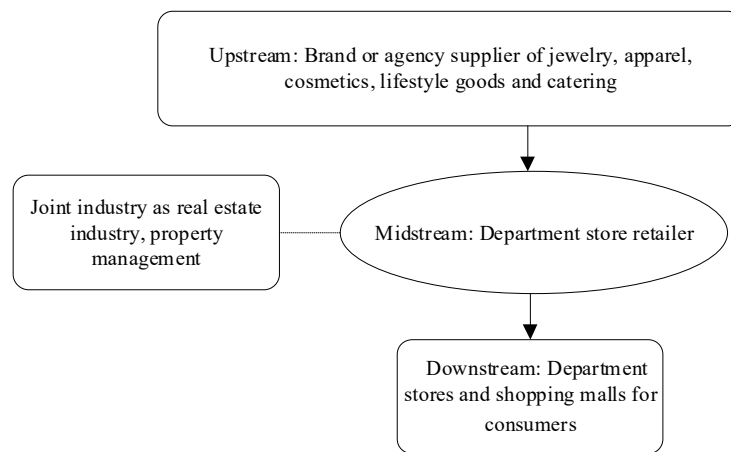 Upstream: Brand or agency supplier of jewelry, apparel,
cosmetics, lifestyle goods and catering
Joint industry as real estate
industry, property
management
Midstream: Department store retailer
Downstream: Department
stores and shopping malls for
consumers